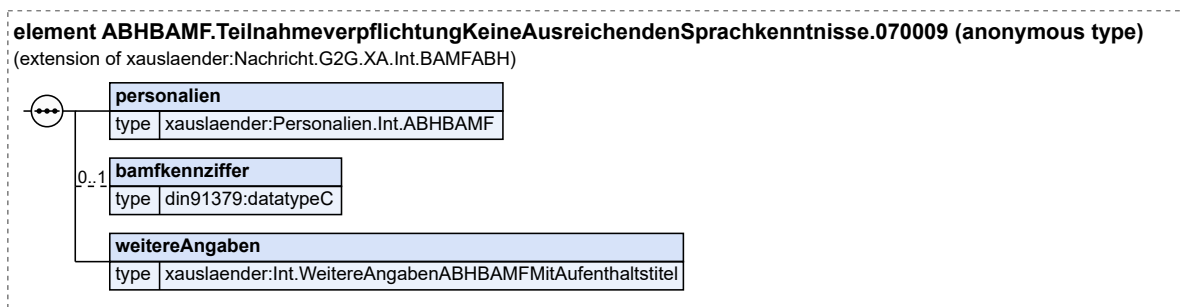 element ABHBAMF.TeilnahmeverpflichtungKeineAusreichendenSprachkenntnisse.070009 (anonymous type)
(extension of xauslaender:Nachricht.G2G.XA.Int.BAMFABH)
personalien
type xauslaender:Personalien.Int.ABHBAMF
0..1 bamfkennziffer
type din91379:datatypeC
weitereAngaben
type xauslaender:Int.WeitereAngabenABHBAMFMitAufenthaltstitel